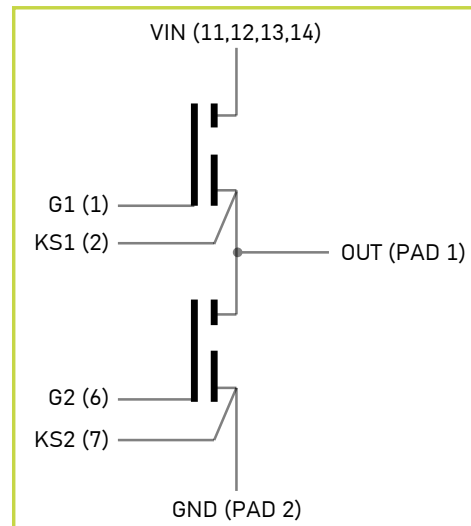 VIN (11,12,13,14)
G1 (1)
KS1 (2)
OUT (PAD 1)
G2 (6)
KS2 (7)
GND (PAD 2)